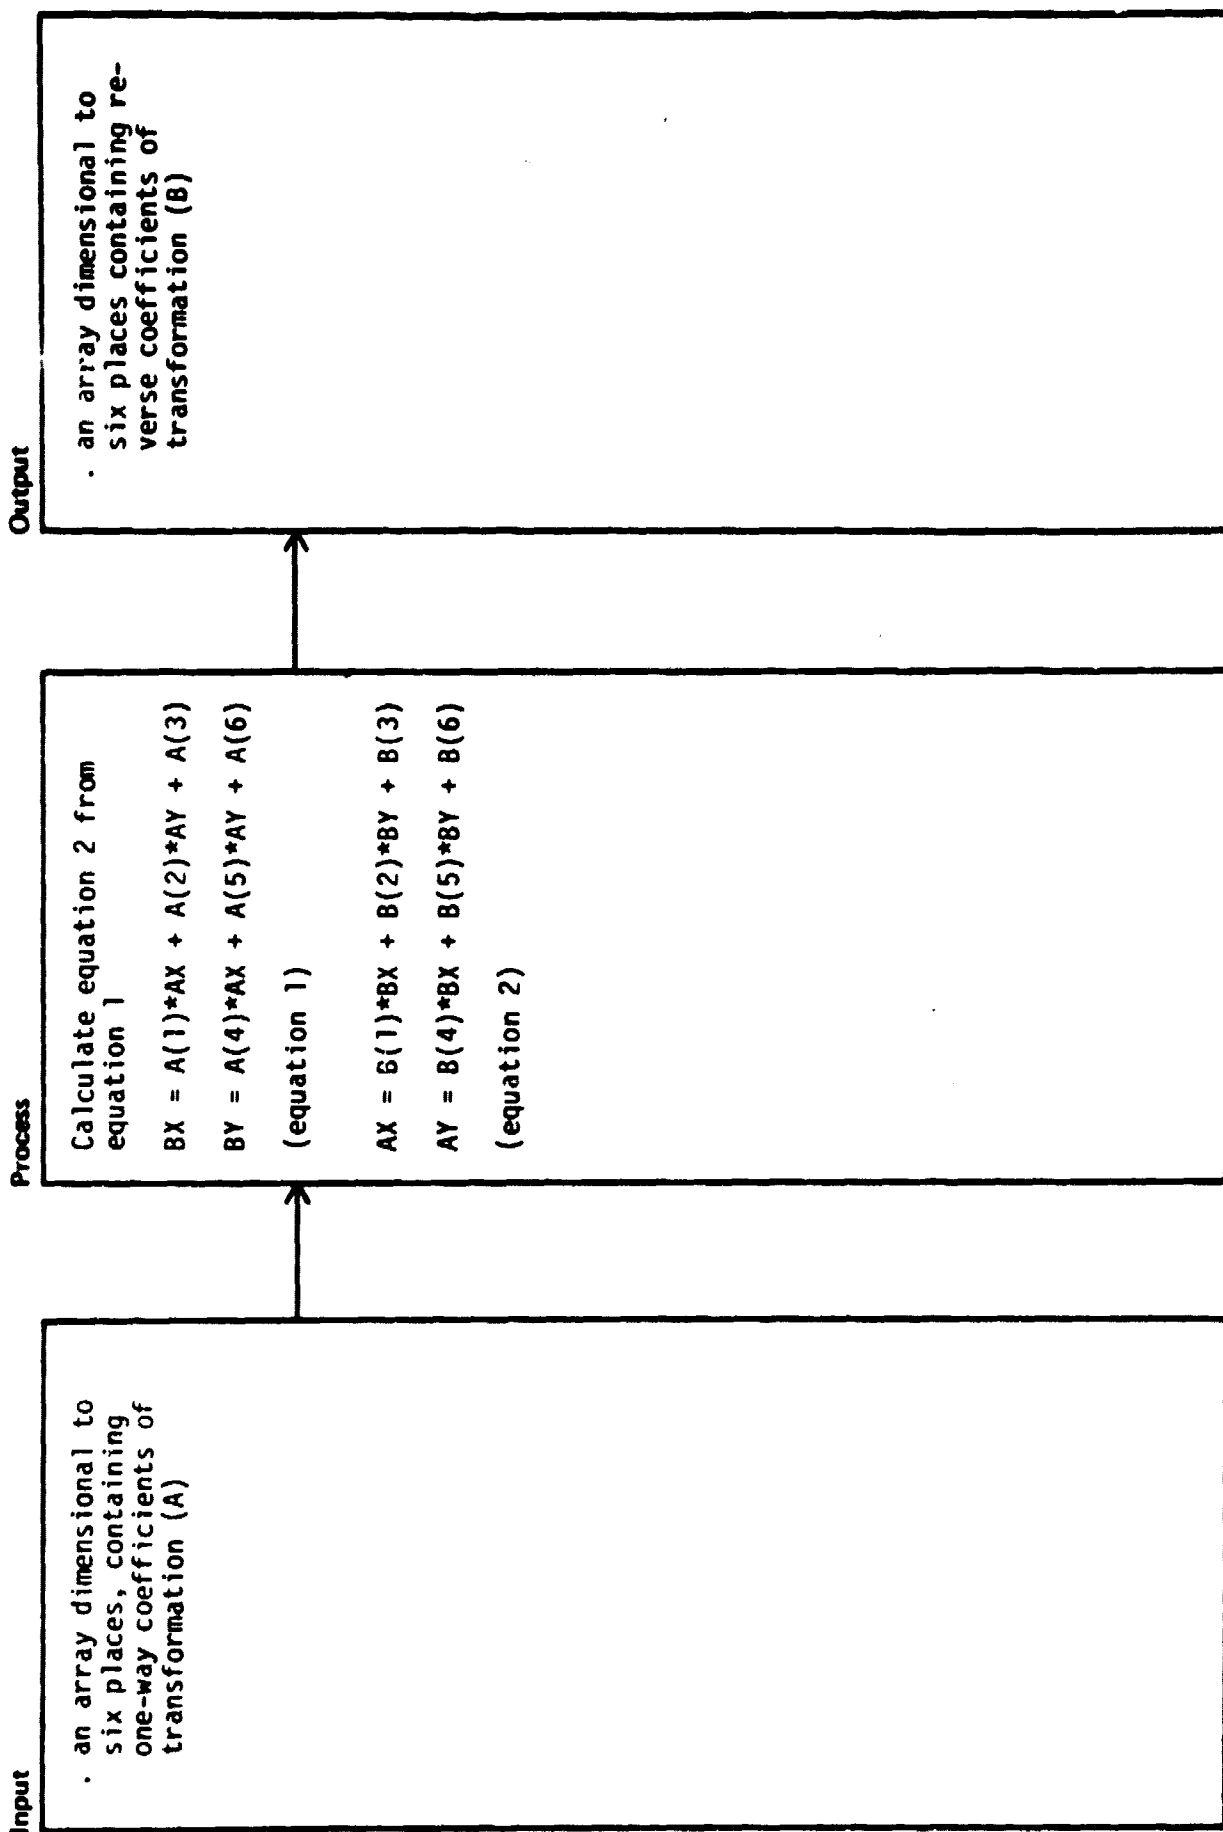 Input
. an array dimensional to
six places, containing
one-way coefficients of
transformation (A)
Process
Calculate equation 2 from
equation 1
BX = A(1)*AX + A(2)*AY + A(3)
BY = A(4)*AX + A(5)*AY + A(6)
(equation 1)
AX = B(1)*BX + B(2)*BY + B(3)
AY = B(4)*BX + B(5)*BY + B(6)
(equation 2)
Output
. an array dimensional to
six places containing re-
verse coefficients of
transformation (B)